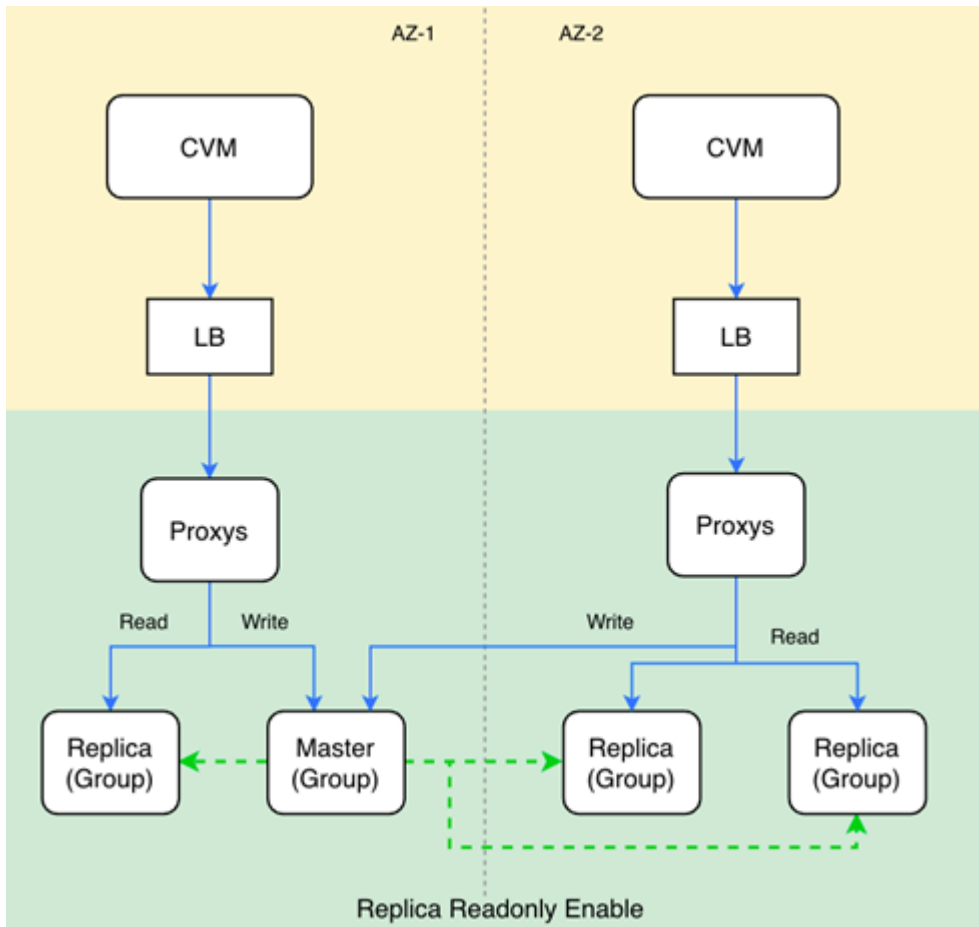 AZ-1
AZ-2
CVM
CVM
LB
LB
Proxys
Proxys
Read
Write
Write
Read
Replica
(Group)
Master
(Group)
Replica
(Group)
Replica
(Group)
Replica Readonly Enable